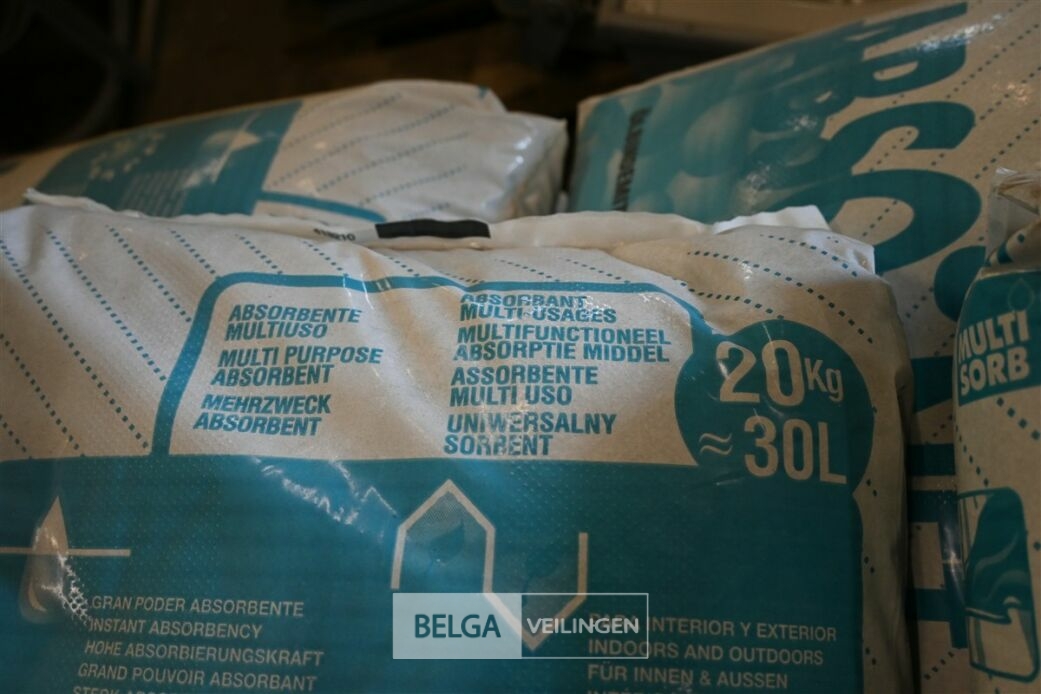 ABSORBENTE
MULTIUSO
MULTI PURPOSE
ABSORBENT
MEHRZWECK
ABSORBENT
ABSORBANT
MULTI-USAGES
MULTIFUNCTIONEEL
ABSORPTIE MIDDEL
ASSORBENTE
MULTI USO
UNIWERSALNY
SORBENT
20Kg
≈ 30L
MULTI
SORB
GRAN PODER ABSORBENTE
INSTANT ABSORBENCY
HOHE ABSORBIERUNGSKRAFT
GRAND POUVOIR ABSORBANT
INTERIOR Y EXTERIOR
INDOORS AND OUTDOORS
FÜR INNEN & AUSSEN
BELGA VEILINGEN